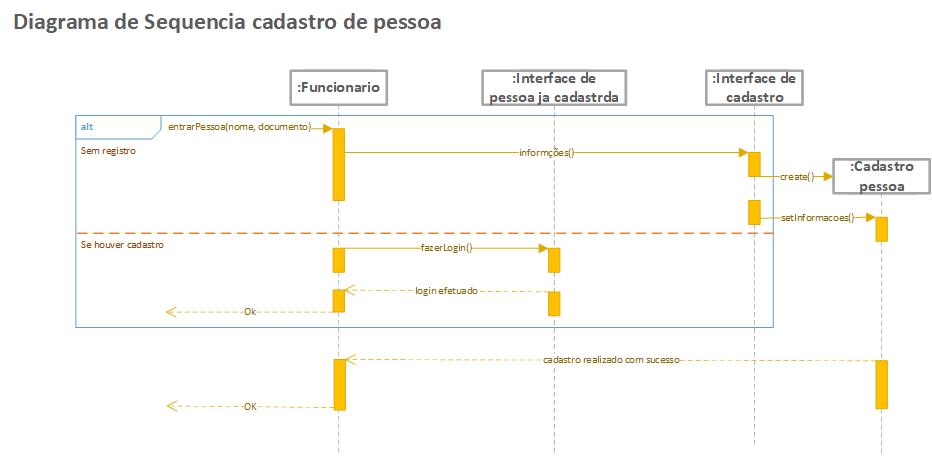 Diagrama de Sequencia cadastro de pessoa
:Funcionario
:Interface de
pessoa ja cadastrda
:Interface de
cadastro
alt
entrarPessoa(nome, documento)
Sem registro
informções()
create()
:Cadastro
pessoa
setInformacoes()
Se houver cadastro
fazerLogin()
login efetuado
Ok
cadastro realizado com sucesso
OK